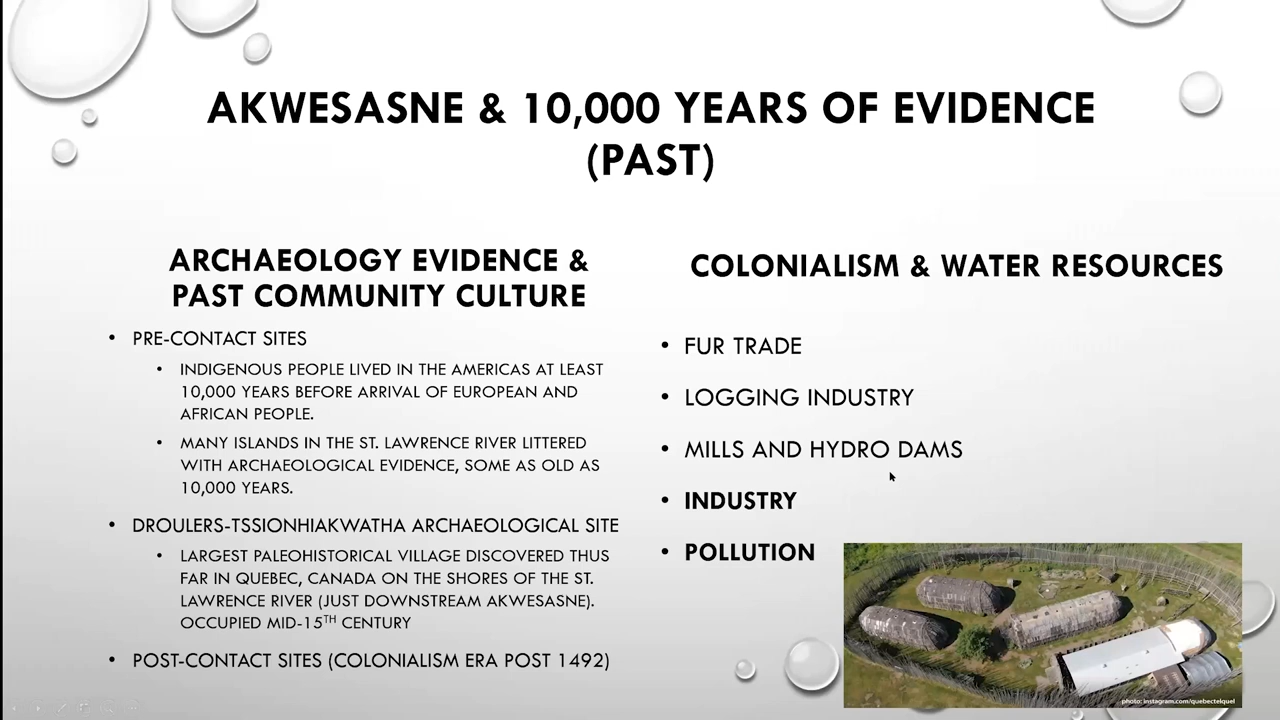 AKWESASNE & 10,000 YEARS OF EVIDENCE
(PAST)
ARCHAEOLOGY EVIDENCE &
PAST COMMUNITY CULTURE
• PRE-CONTACT SITES
• INDIGENOUS PEOPLE LIVED IN THE AMERICAS AT LEAST
10,000 YEARS BEFORE ARRIVAL OF EUROPEAN AND
AFRICAN PEOPLE.
• MANY ISLANDS IN THE ST. LAWRENCE RIVER LITTERED
WITH ARCHAEOLOGICAL EVIDENCE, SOME AS OLD AS
10,000 YEARS.
• DROULERS-TSSIONHIAKWATHA ARCHAEOLOGICAL SITE
• LARGEST PALEOHISTORICAL VILLAGE DISCOVERED THUS
FAR IN QUEBEC, CANADA ON THE SHORES OF THE ST.
LAWRENCE RIVER (JUST DOWNSTREAM AKWESASNE).
OCCUPIED MID-15TH CENTURY
• POST-CONTACT SITES (COLONIALISM ERA POST 1492)
COLONIALISM & WATER RESOURCES
• FUR TRADE
• LOGGING INDUSTRY
• MILLS AND HYDRO DAMS
• INDUSTRY
• POLLUTION
photo: instagram.com/quebectelquel